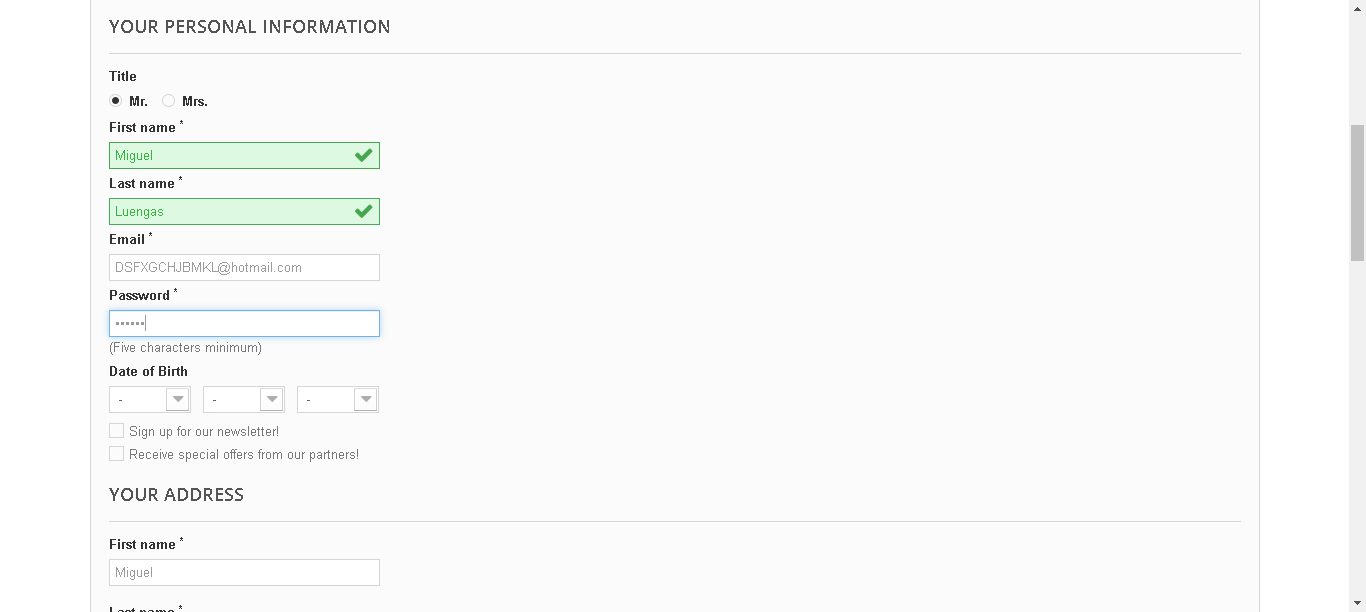 YOUR PERSONAL INFORMATION
Title
Mr. Mrs.
First name *
Miguel
Last name *
Luengas
Email *
DSFXGCHJBMKL@hotmail.com
Password *
••••••
(Five characters minimum)
Date of Birth
- - -
Sign up for our newsletter!
Receive special offers from our partners!
YOUR ADDRESS
First name *
Miguel
Last name *